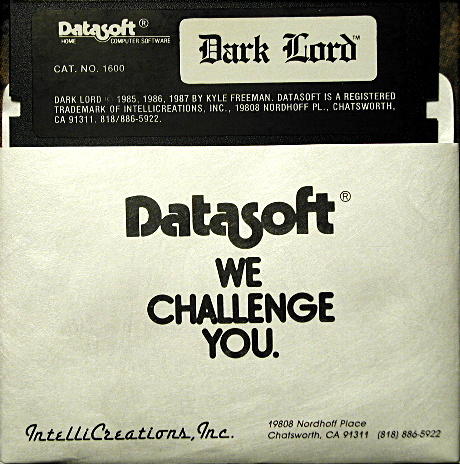 Datasoft®
HOME COMPUTER SOFTWARE
Dark Lord™
CAT. NO. 1600
DARK LORD 1985, 1986, 1987 BY KYLE FREEMAN. DATASOFT IS A REGISTERED
TRADEMARK OF INTELLICREATIONS, INC., 19808 NORDHOFF PL., CHATSWORTH,
CA 91311. 818/886-5922.
Datasoft®
WE
CHALLENGE
YOU.
IntelliCreations, Inc.
19808 Nordhoff Place
Chatsworth, CA 91311 (818) 886-5922